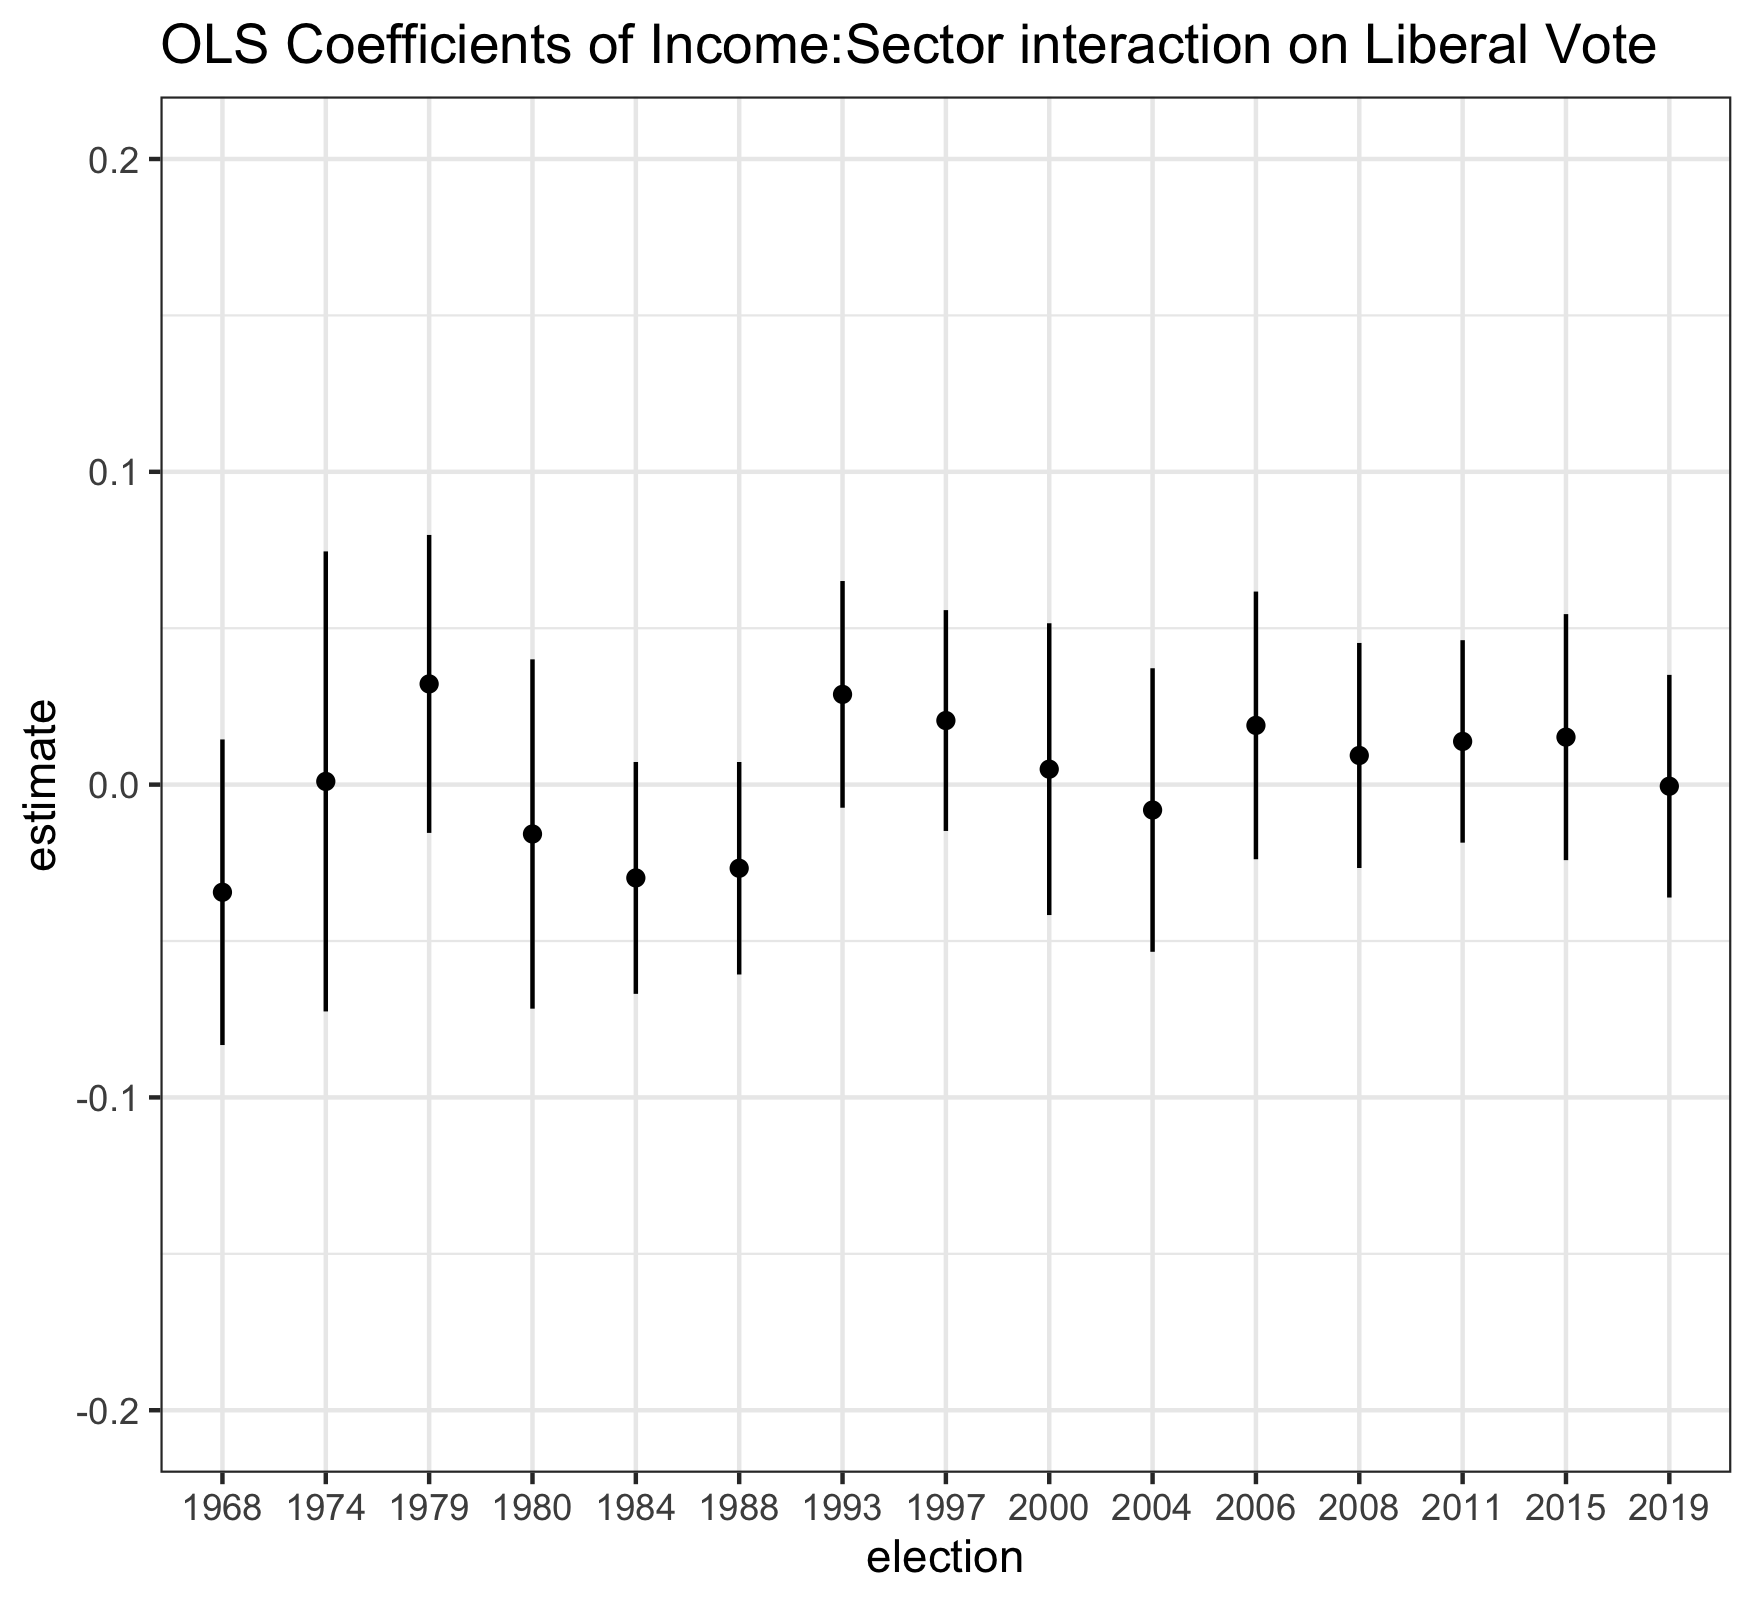 OLS Coefficients of Income:Sector interaction on Liberal Vote
0.2
0.1
0.0
-0.1
-0.2
estimate
1968 1974 1979 1980 1984 1988 1993 1997 2000 2004 2006 2008 2011 2015 2019
election